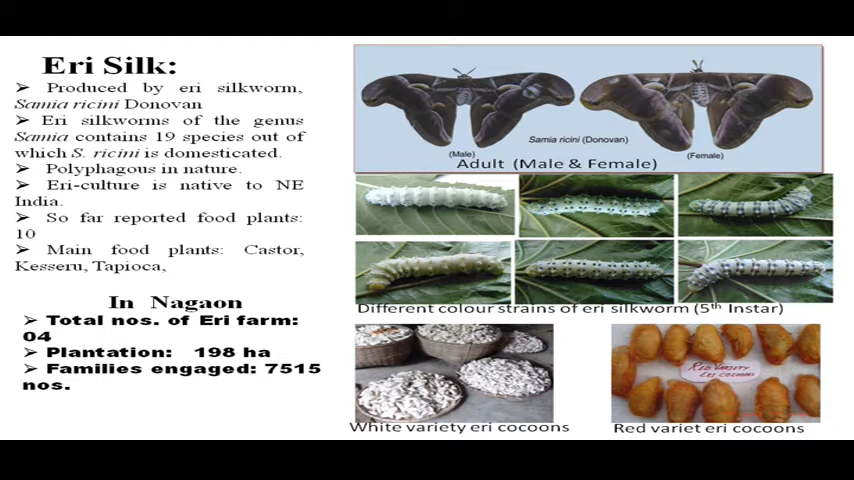 Eri Silk:
➢ Produced by eri silkworm,
Samia ricini Donovan
➢ Eri silkworms of the genus
Samia contains 19 species out of
which S. ricini is domesticated.
➢ Polyphagous in nature.
➢ Eri-culture is native to NE
India.
➢ So far reported food plants:
10
➢ Main food plants: Castor,
Kesseru, Tapioca,
In Nagaon
➢ Total nos. of Eri farm:
04
➢ Plantation: 198 ha
➢ Families engaged: 7515
nos.
Samia ricini (Donovan)
(Male)
(Female)
Adult (Male & Female)
Different colour strains of eri silkworm (5th Instar)
RED VARIETY
ERI COCOONS
White variety eri cocoons
Red variet eri cocoons